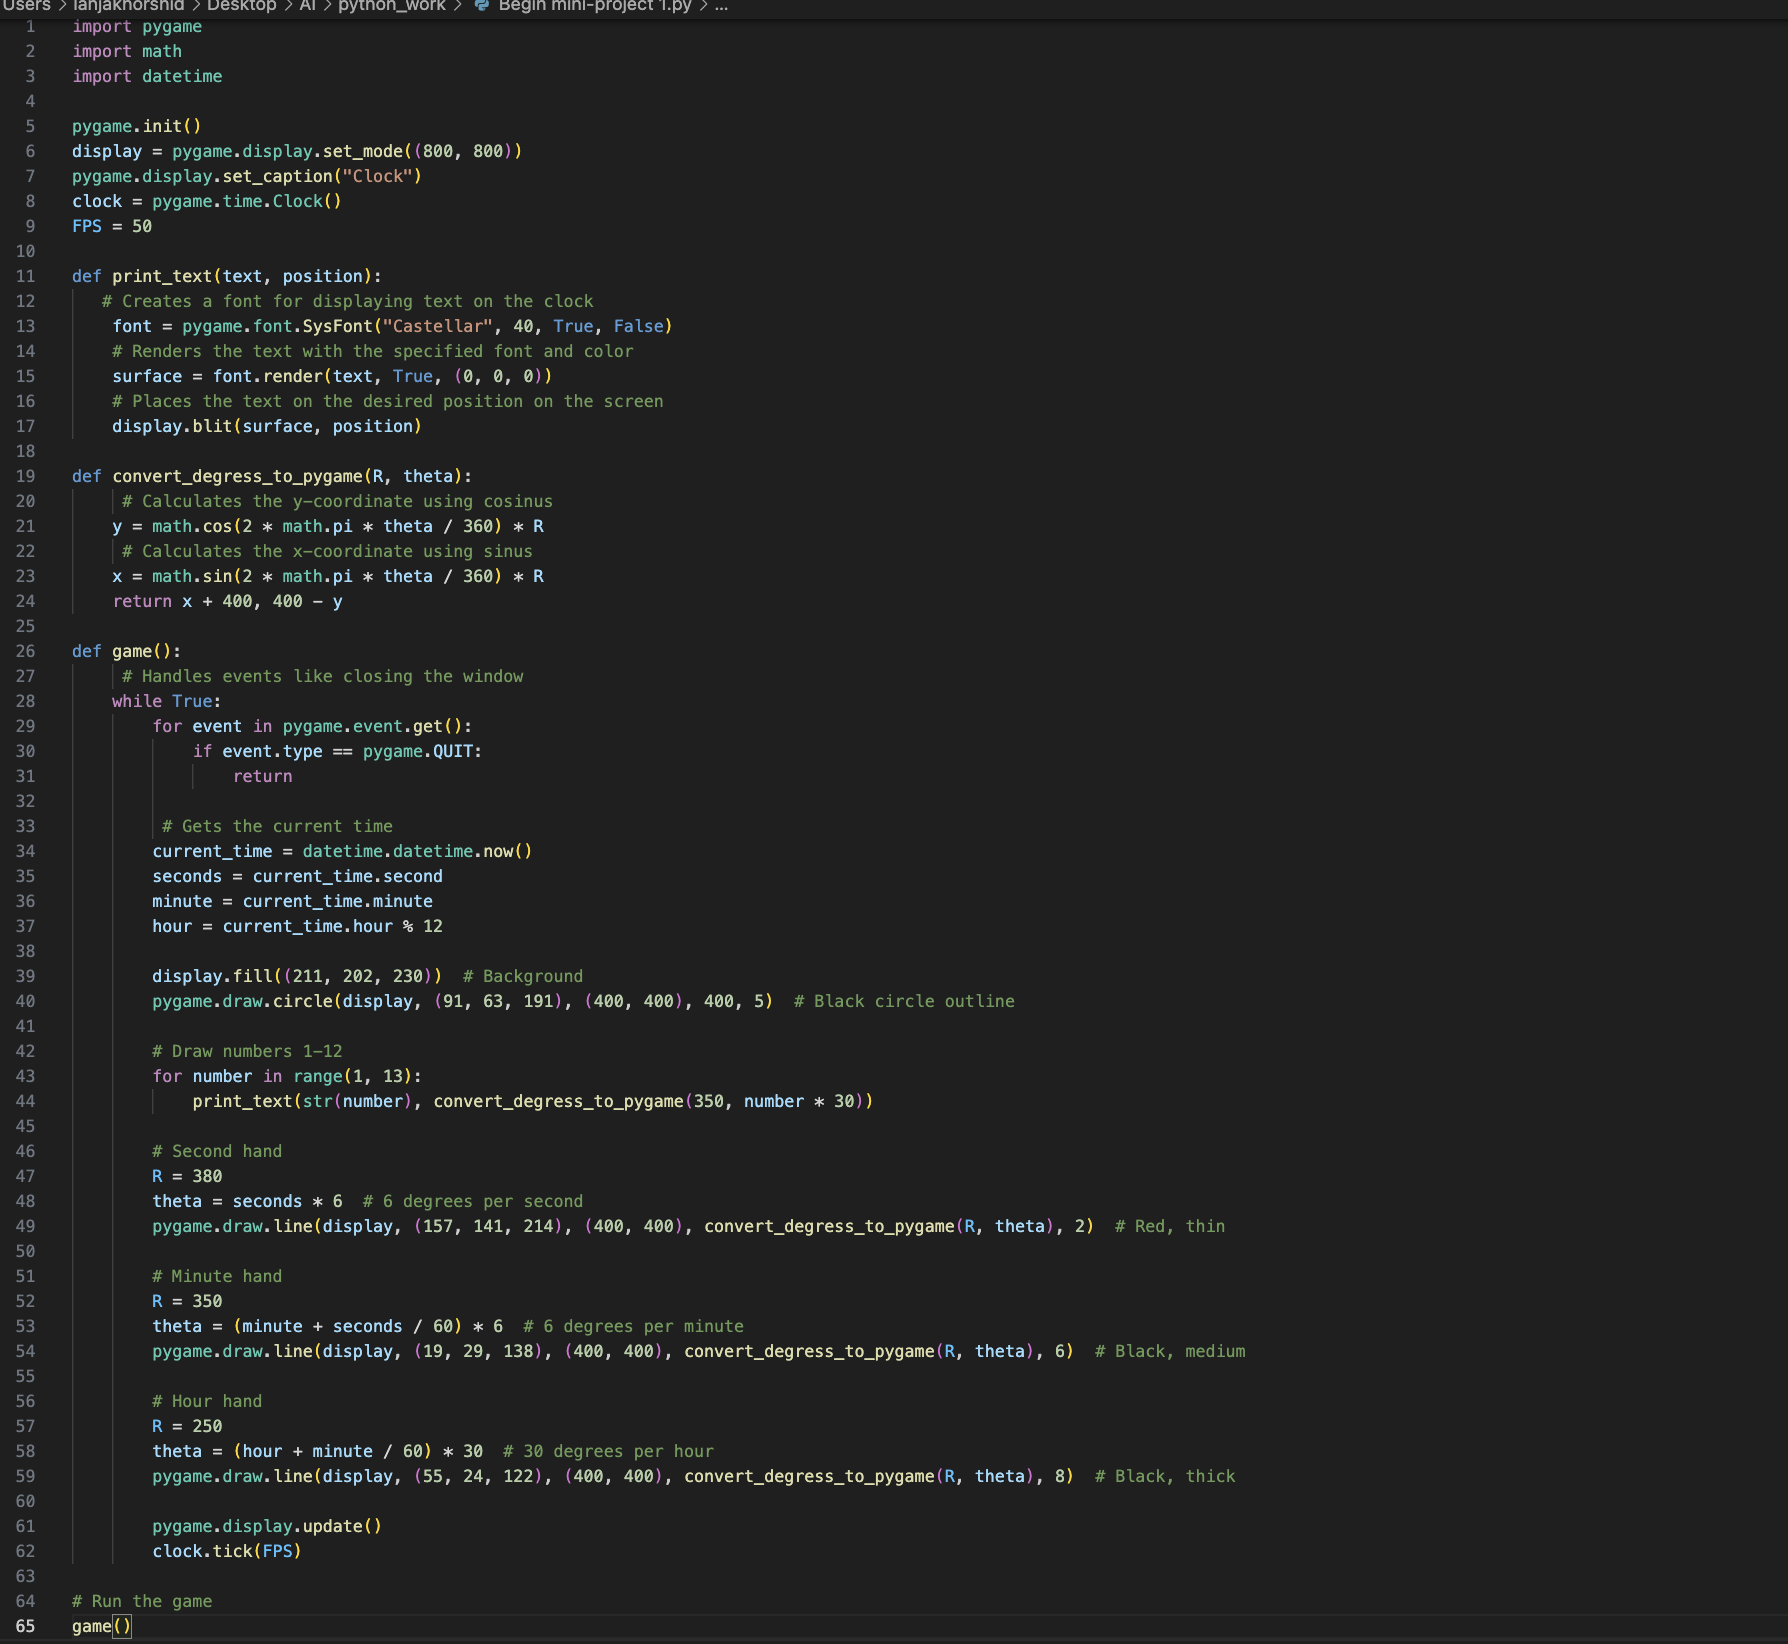 Users > lanjakhorshid > Desktop > AI > python_work > Begin mini-project 1.py > ...
1 import pygame
2 import math
3 import datetime
4
5 pygame.init()
6 display = pygame.display.set_mode((800, 800))
7 pygame.display.set_caption("Clock")
8 clock = pygame.time.Clock()
9 FPS = 50
10
11 def print_text(text, position):
12    # Creates a font for displaying text on the clock
13     font = pygame.font.SysFont("Castellar", 40, True, False)
14     # Renders the text with the specified font and color
15     surface = font.render(text, True, (0, 0, 0))
16     # Places the text on the desired position on the screen
17     display.blit(surface, position)
18
19 def convert_degress_to_pygame(R, theta):
20      # Calculates the y-coordinate using cosinus
21     y = math.cos(2 * math.pi * theta / 360) * R
22      # Calculates the x-coordinate using sinus
23     x = math.sin(2 * math.pi * theta / 360) * R
24     return x + 400, 400 - y
25
26 def game():
27      # Handles events like closing the window
28     while True:
29         for event in pygame.event.get():
30             if event.type == pygame.QUIT:
31                 return
32
33          # Gets the current time
34         current_time = datetime.datetime.now()
35         seconds = current_time.second
36         minute = current_time.minute
37         hour = current_time.hour % 12
38
39         display.fill((211, 202, 230))  # Background
40         pygame.draw.circle(display, (91, 63, 191), (400, 400), 400, 5)  # Black circle outline
41
42         # Draw numbers 1-12
43         for number in range(1, 13):
44             print_text(str(number), convert_degress_to_pygame(350, number * 30))
45
46         # Second hand
47         R = 380
48         theta = seconds * 6  # 6 degrees per second
49         pygame.draw.line(display, (157, 141, 214), (400, 400), convert_degress_to_pygame(R, theta), 2)  # Red, thin
50
51         # Minute hand
52         R = 350
53         theta = (minute + seconds / 60) * 6  # 6 degrees per minute
54         pygame.draw.line(display, (19, 29, 138), (400, 400), convert_degress_to_pygame(R, theta), 6)  # Black, medium
55
56         # Hour hand
57         R = 250
58         theta = (hour + minute / 60) * 30  # 30 degrees per hour
59         pygame.draw.line(display, (55, 24, 122), (400, 400), convert_degress_to_pygame(R, theta), 8)  # Black, thick
60
61         pygame.display.update()
62         clock.tick(FPS)
63
64 # Run the game
65 game()